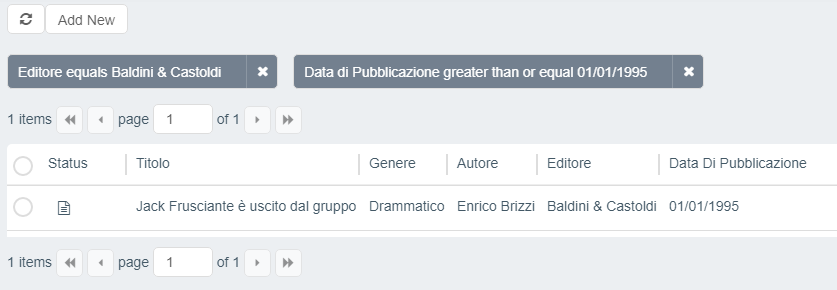 Add New
Editore equals Baldini & Castoldi ✖ Data di Pubblicazione greater than or equal 01/01/1995 ✖
1 items page 1 of 1
Status Titolo Genere Autore Editore Data Di Pubblicazione
Jack Frusciante è uscito dal gruppo Drammatico Enrico Brizzi Baldini & Castoldi 01/01/1995
1 items page 1 of 1